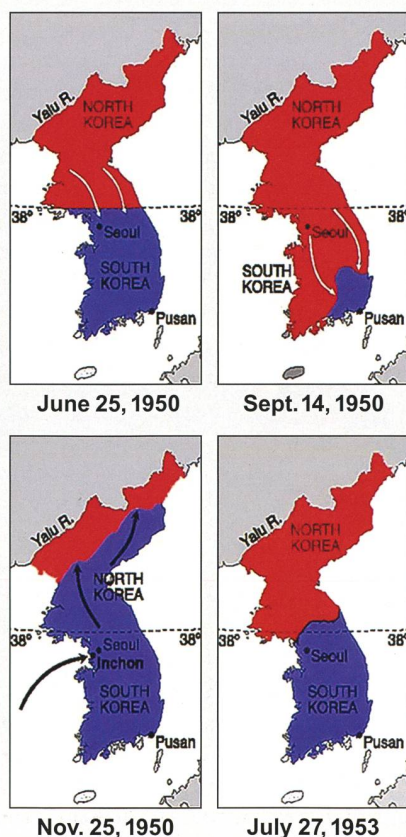 Yalu R.
NORTH
KOREA
38°
38°
Seoul
SOUTH
KOREA
Pusan
June 25, 1950
Yalu R.
NORTH
KOREA
38°
38°
Seoul
SOUTH
KOREA
Pusan
Sept. 14, 1950
Yalu R.
NORTH
KOREA
38°
38°
Seoul
Inchon
SOUTH
KOREA
Pusan
Nov. 25, 1950
Yalu R.
NORTH
KOREA
38°
Seoul
SOUTH
KOREA
Pusan
July 27, 1953